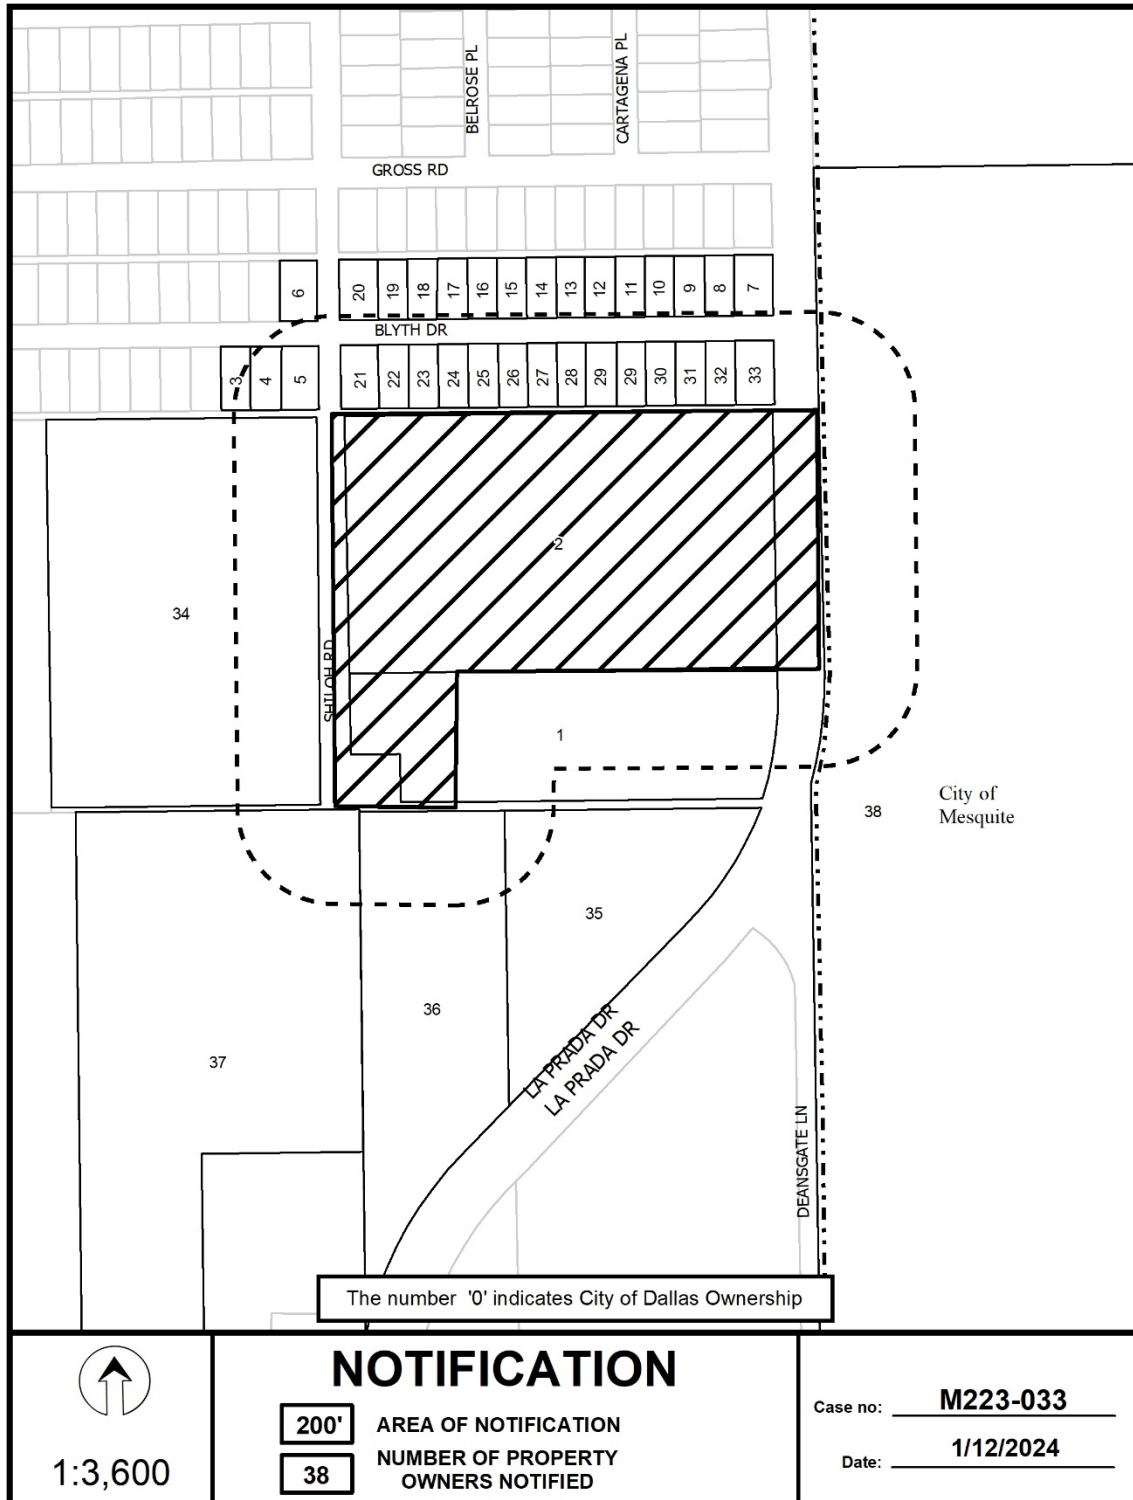 BELROSE PL
CARTAGENA PL
GROSS RD
6
20
19
18
17
16
15
14
13
12
11
10
9
8
7
BLYTH DR
3
4
5
21
22
23
24
25
26
27
28
29
29
30
31
32
33
2
34
SHILOH RD
1
38
City of
Mesquite
35
36
37
LA PRADA DR
LA PRADA DR
DEANSGATE LN
The number '0' indicates City of Dallas Ownership
1:3,600
NOTIFICATION
200' AREA OF NOTIFICATION
38 NUMBER OF PROPERTY
OWNERS NOTIFIED
Case no: M223-033
Date: 1/12/2024